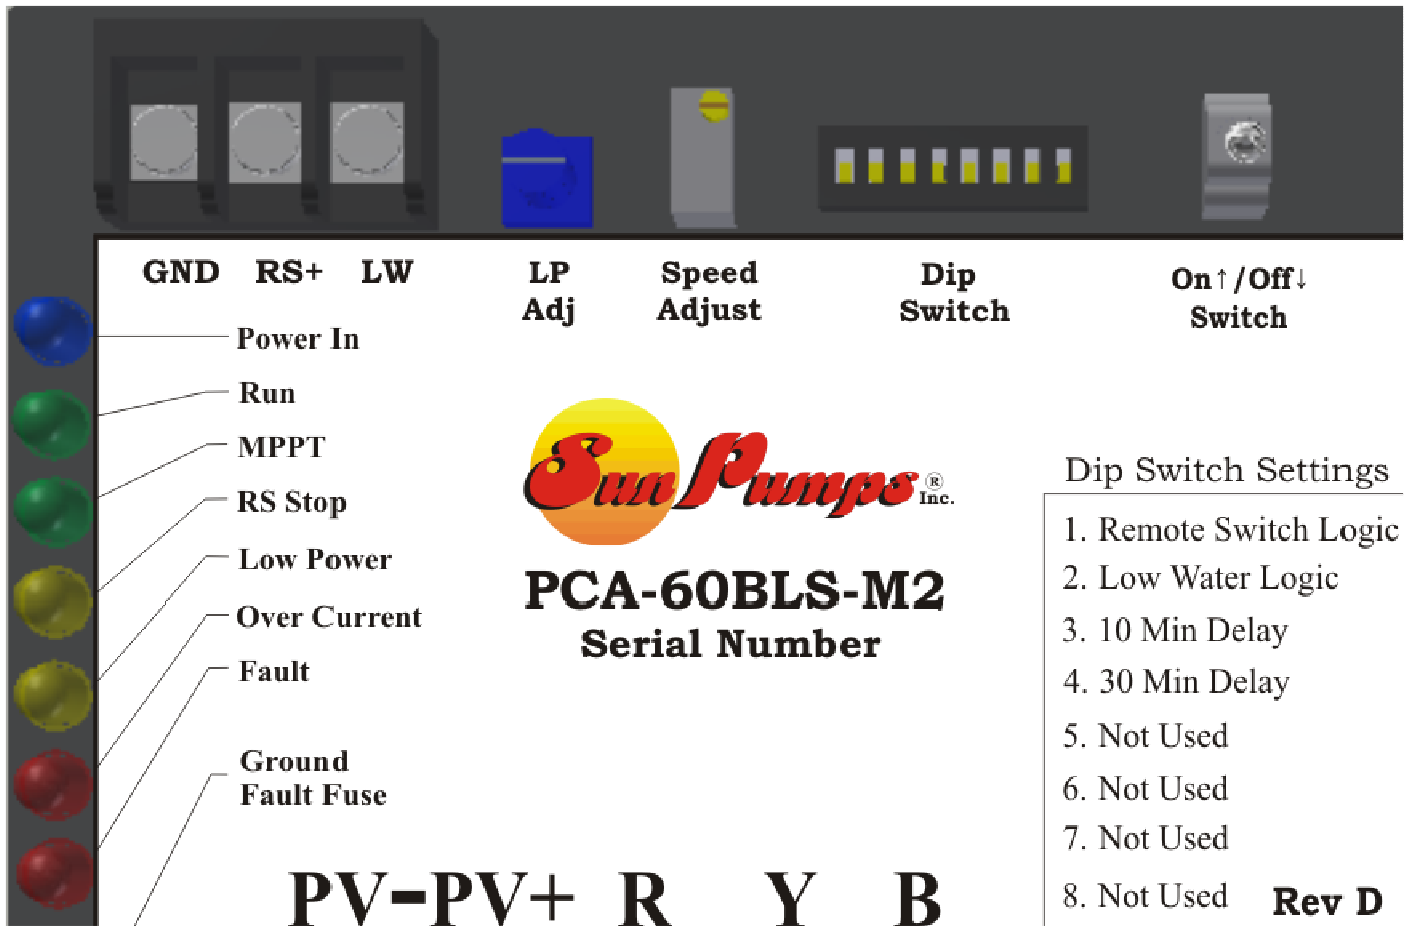 GND RS+ LW
LP Adj
Speed Adjust
Dip Switch
On↑/Off↓ Switch
Power In
Run
MPPT
RS Stop
Low Power
Over Current
Fault
Ground
Fault Fuse
Sun Pumps® Inc.
PCA-60BLS-M2
Serial Number
Dip Switch Settings
1. Remote Switch Logic
2. Low Water Logic
3. 10 Min Delay
4. 30 Min Delay
5. Not Used
6. Not Used
7. Not Used
8. Not Used
Rev D
PV-PV+ R Y B